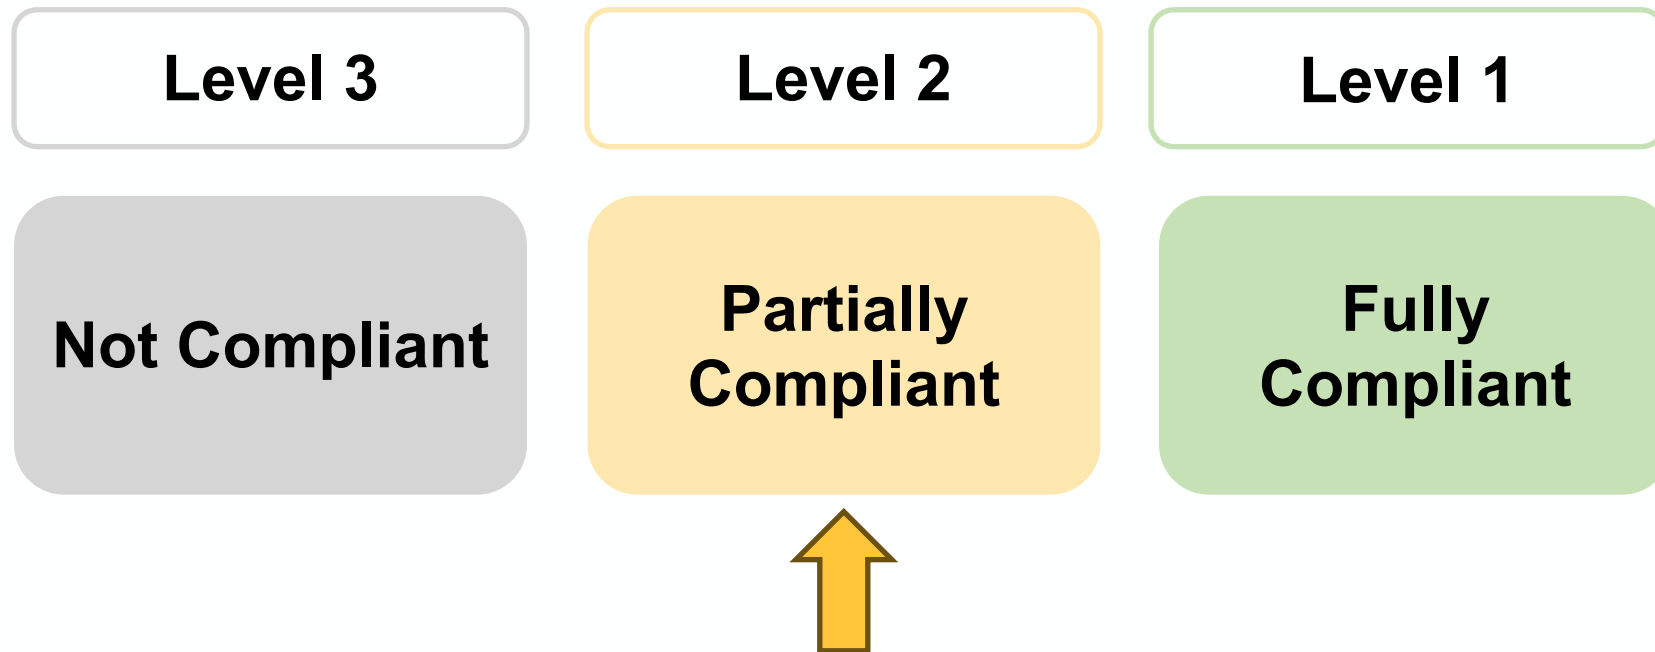 Level 3
Level 2
Level 1
Not Compliant
Partially
Compliant
Fully
Compliant